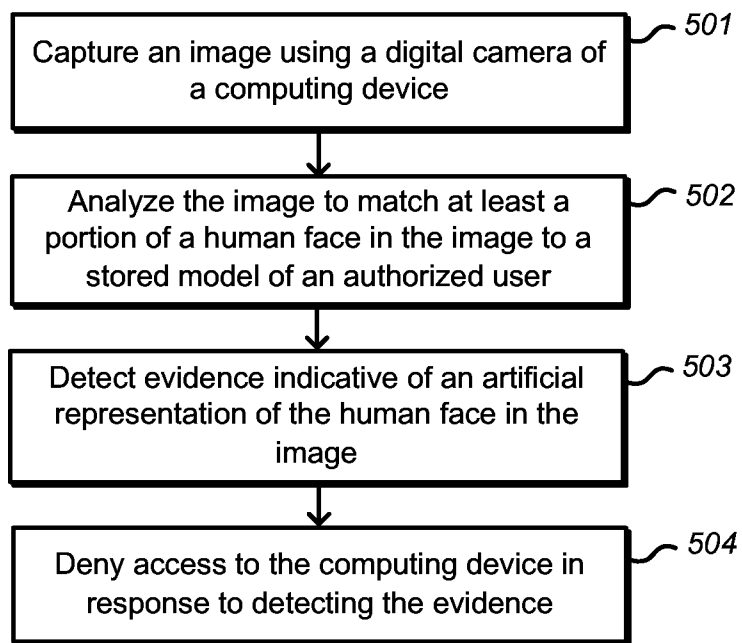 501
Capture an image using a digital camera of
a computing device
502
Analyze the image to match at least a
portion of a human face in the image to a
stored model of an authorized user
503
Detect evidence indicative of an artificial
representation of the human face in the
image
504
Deny access to the computing device in
response to detecting the evidence